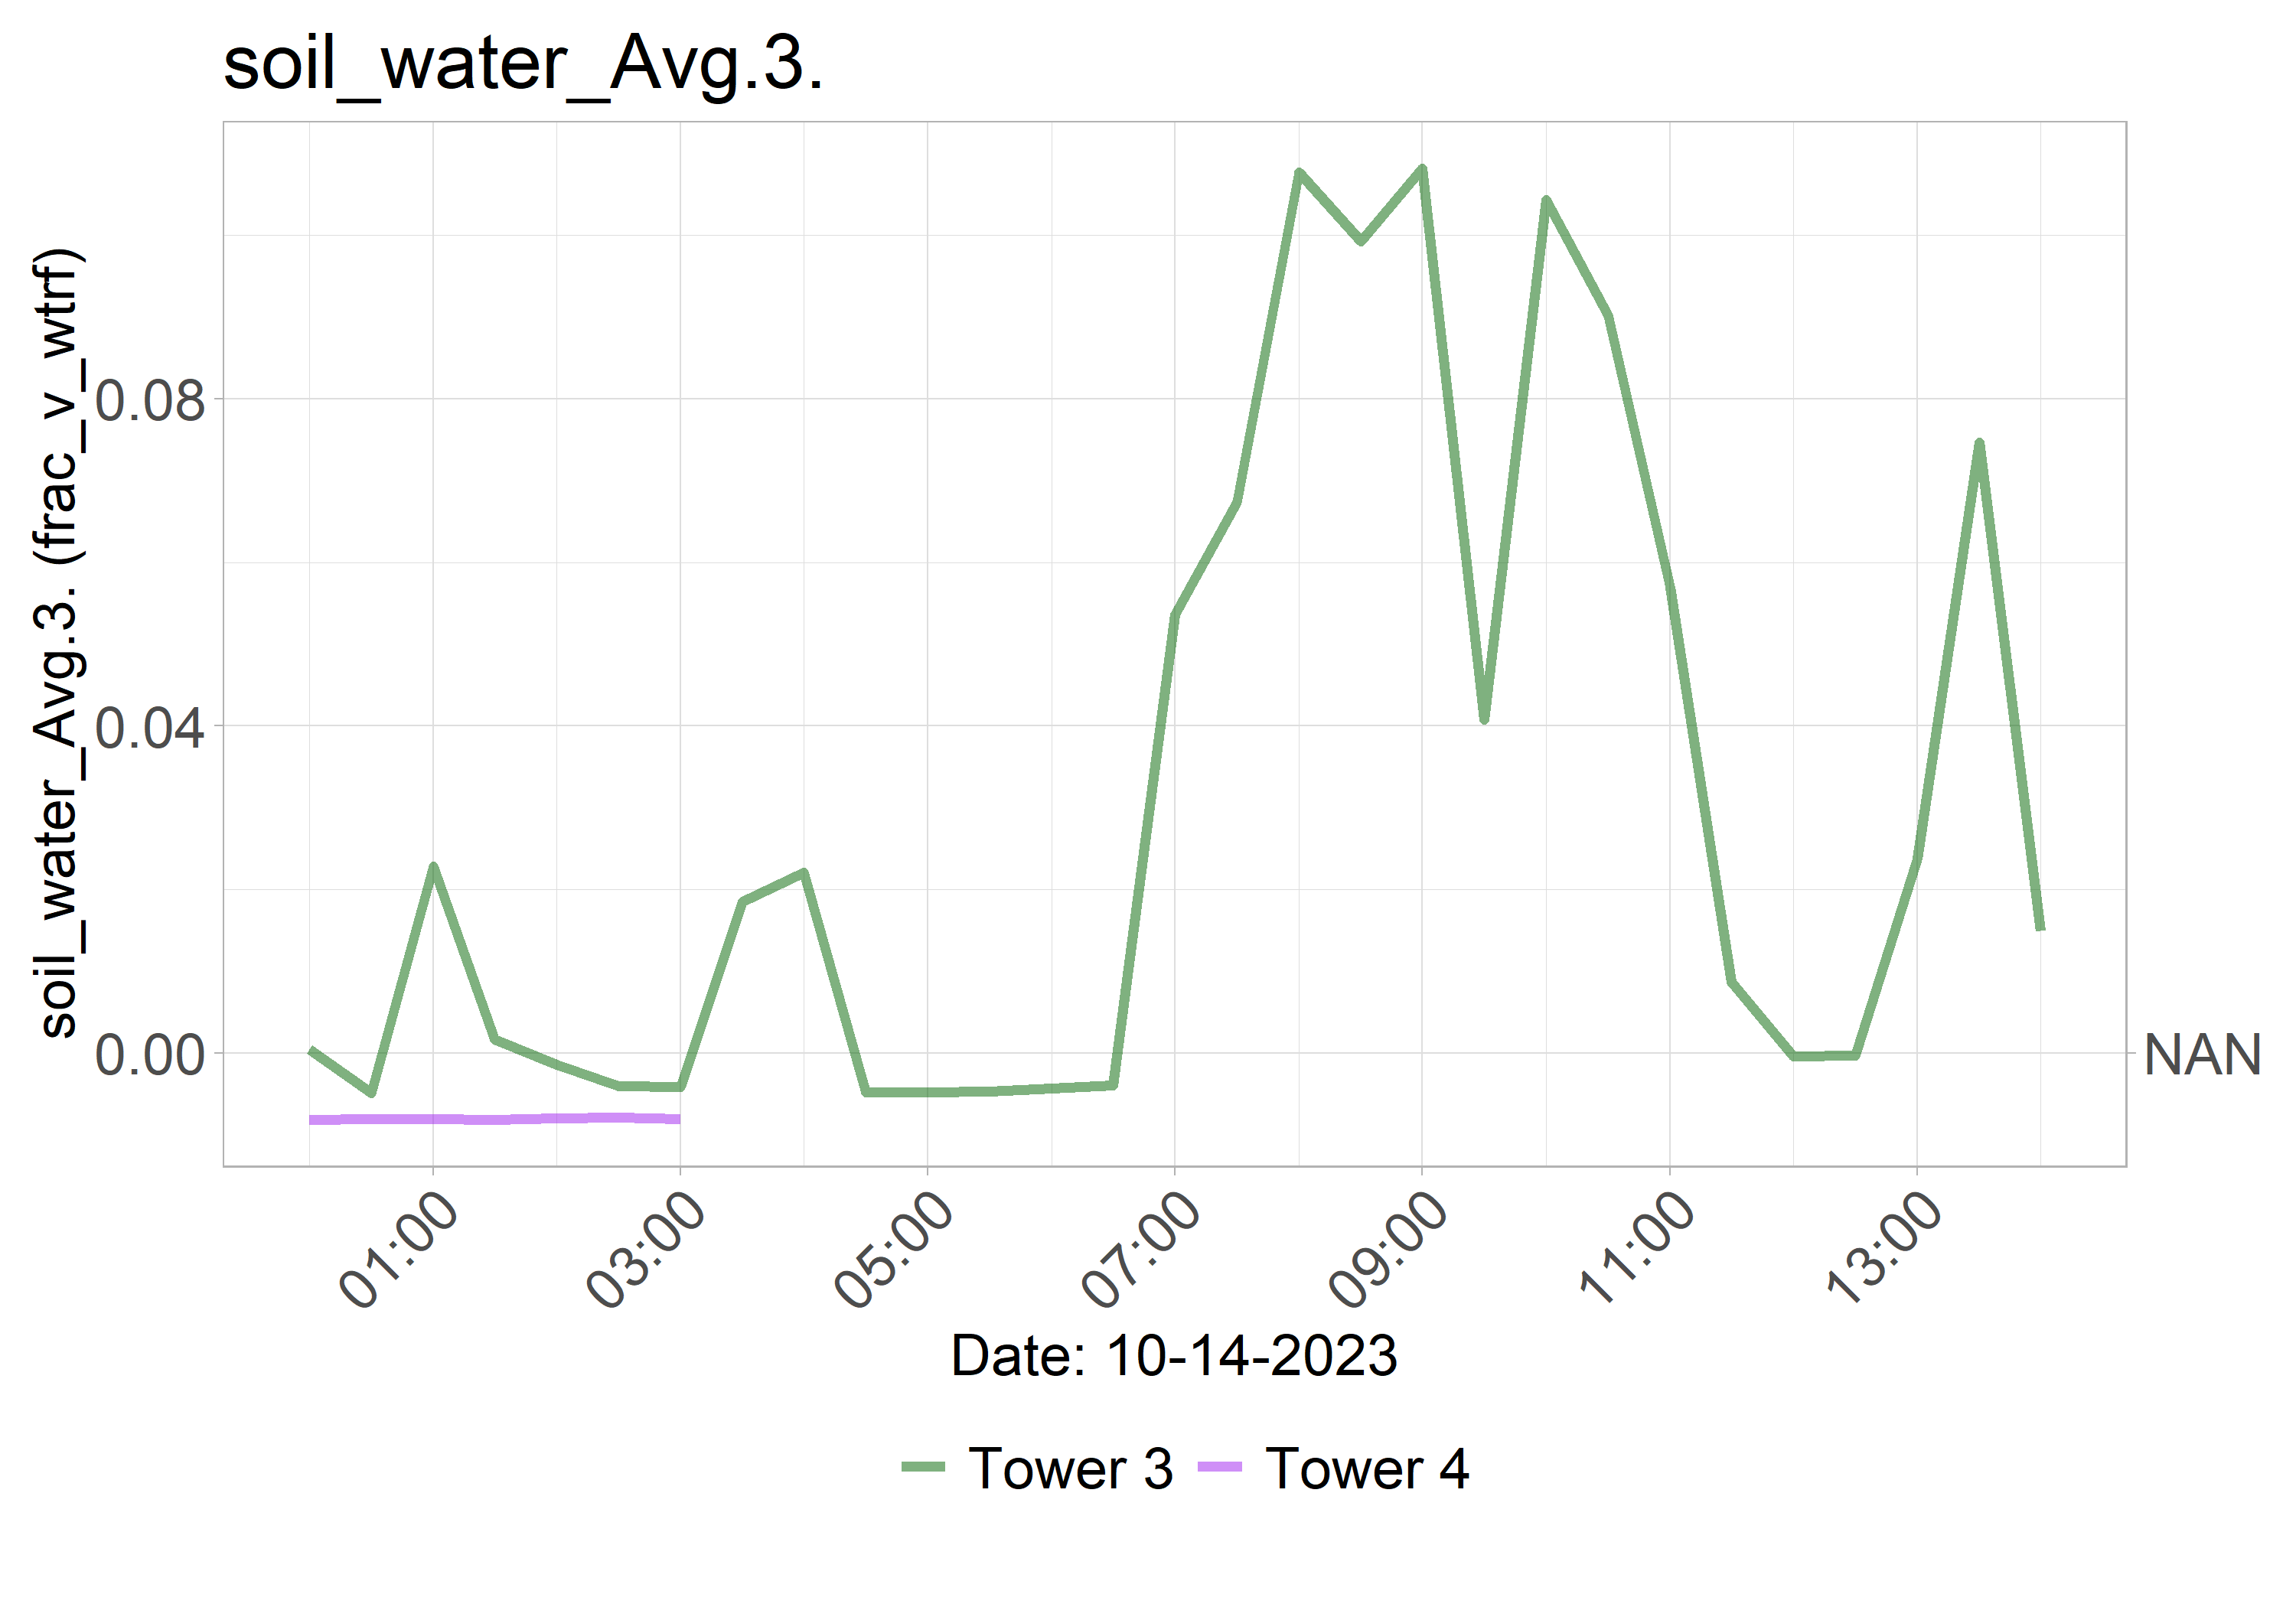 soil_water_Avg.3.
soil_water_Avg.3. (frac_v_wtrf)
0.08
0.04
0.00
NAN
01:00
03:00
05:00
07:00
09:00
11:00
13:00
Date: 10-14-2023
Tower 3
Tower 4